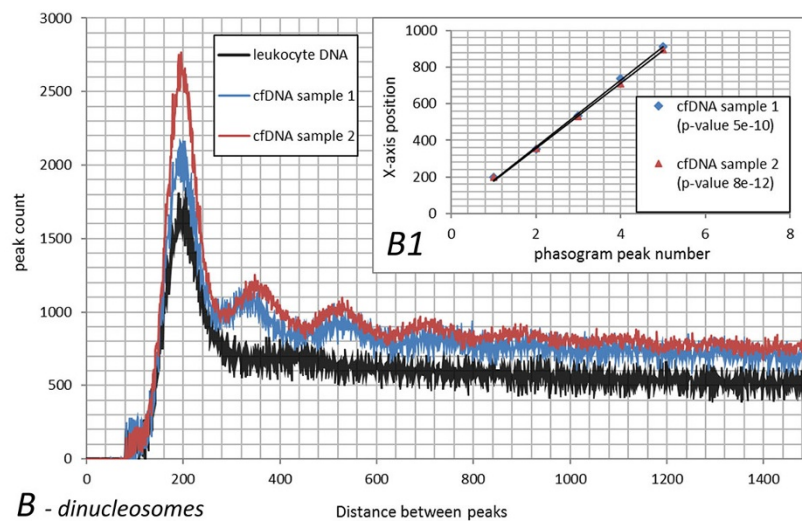 3000
2500
2000
1500
1000
500
0
peak count
leukocyte DNA
cfDNA sample 1
cfDNA sample 2
1000
800
600
400
200
0
X-axis position
cfDNA sample 1
(p-value 5e-10)
cfDNA sample 2
(p-value 8e-12)
B1
0 2 4 6 8
phasogram peak number
0 200 400 600 800 1000 1200 1400
B - dinucleosomes
Distance between peaks